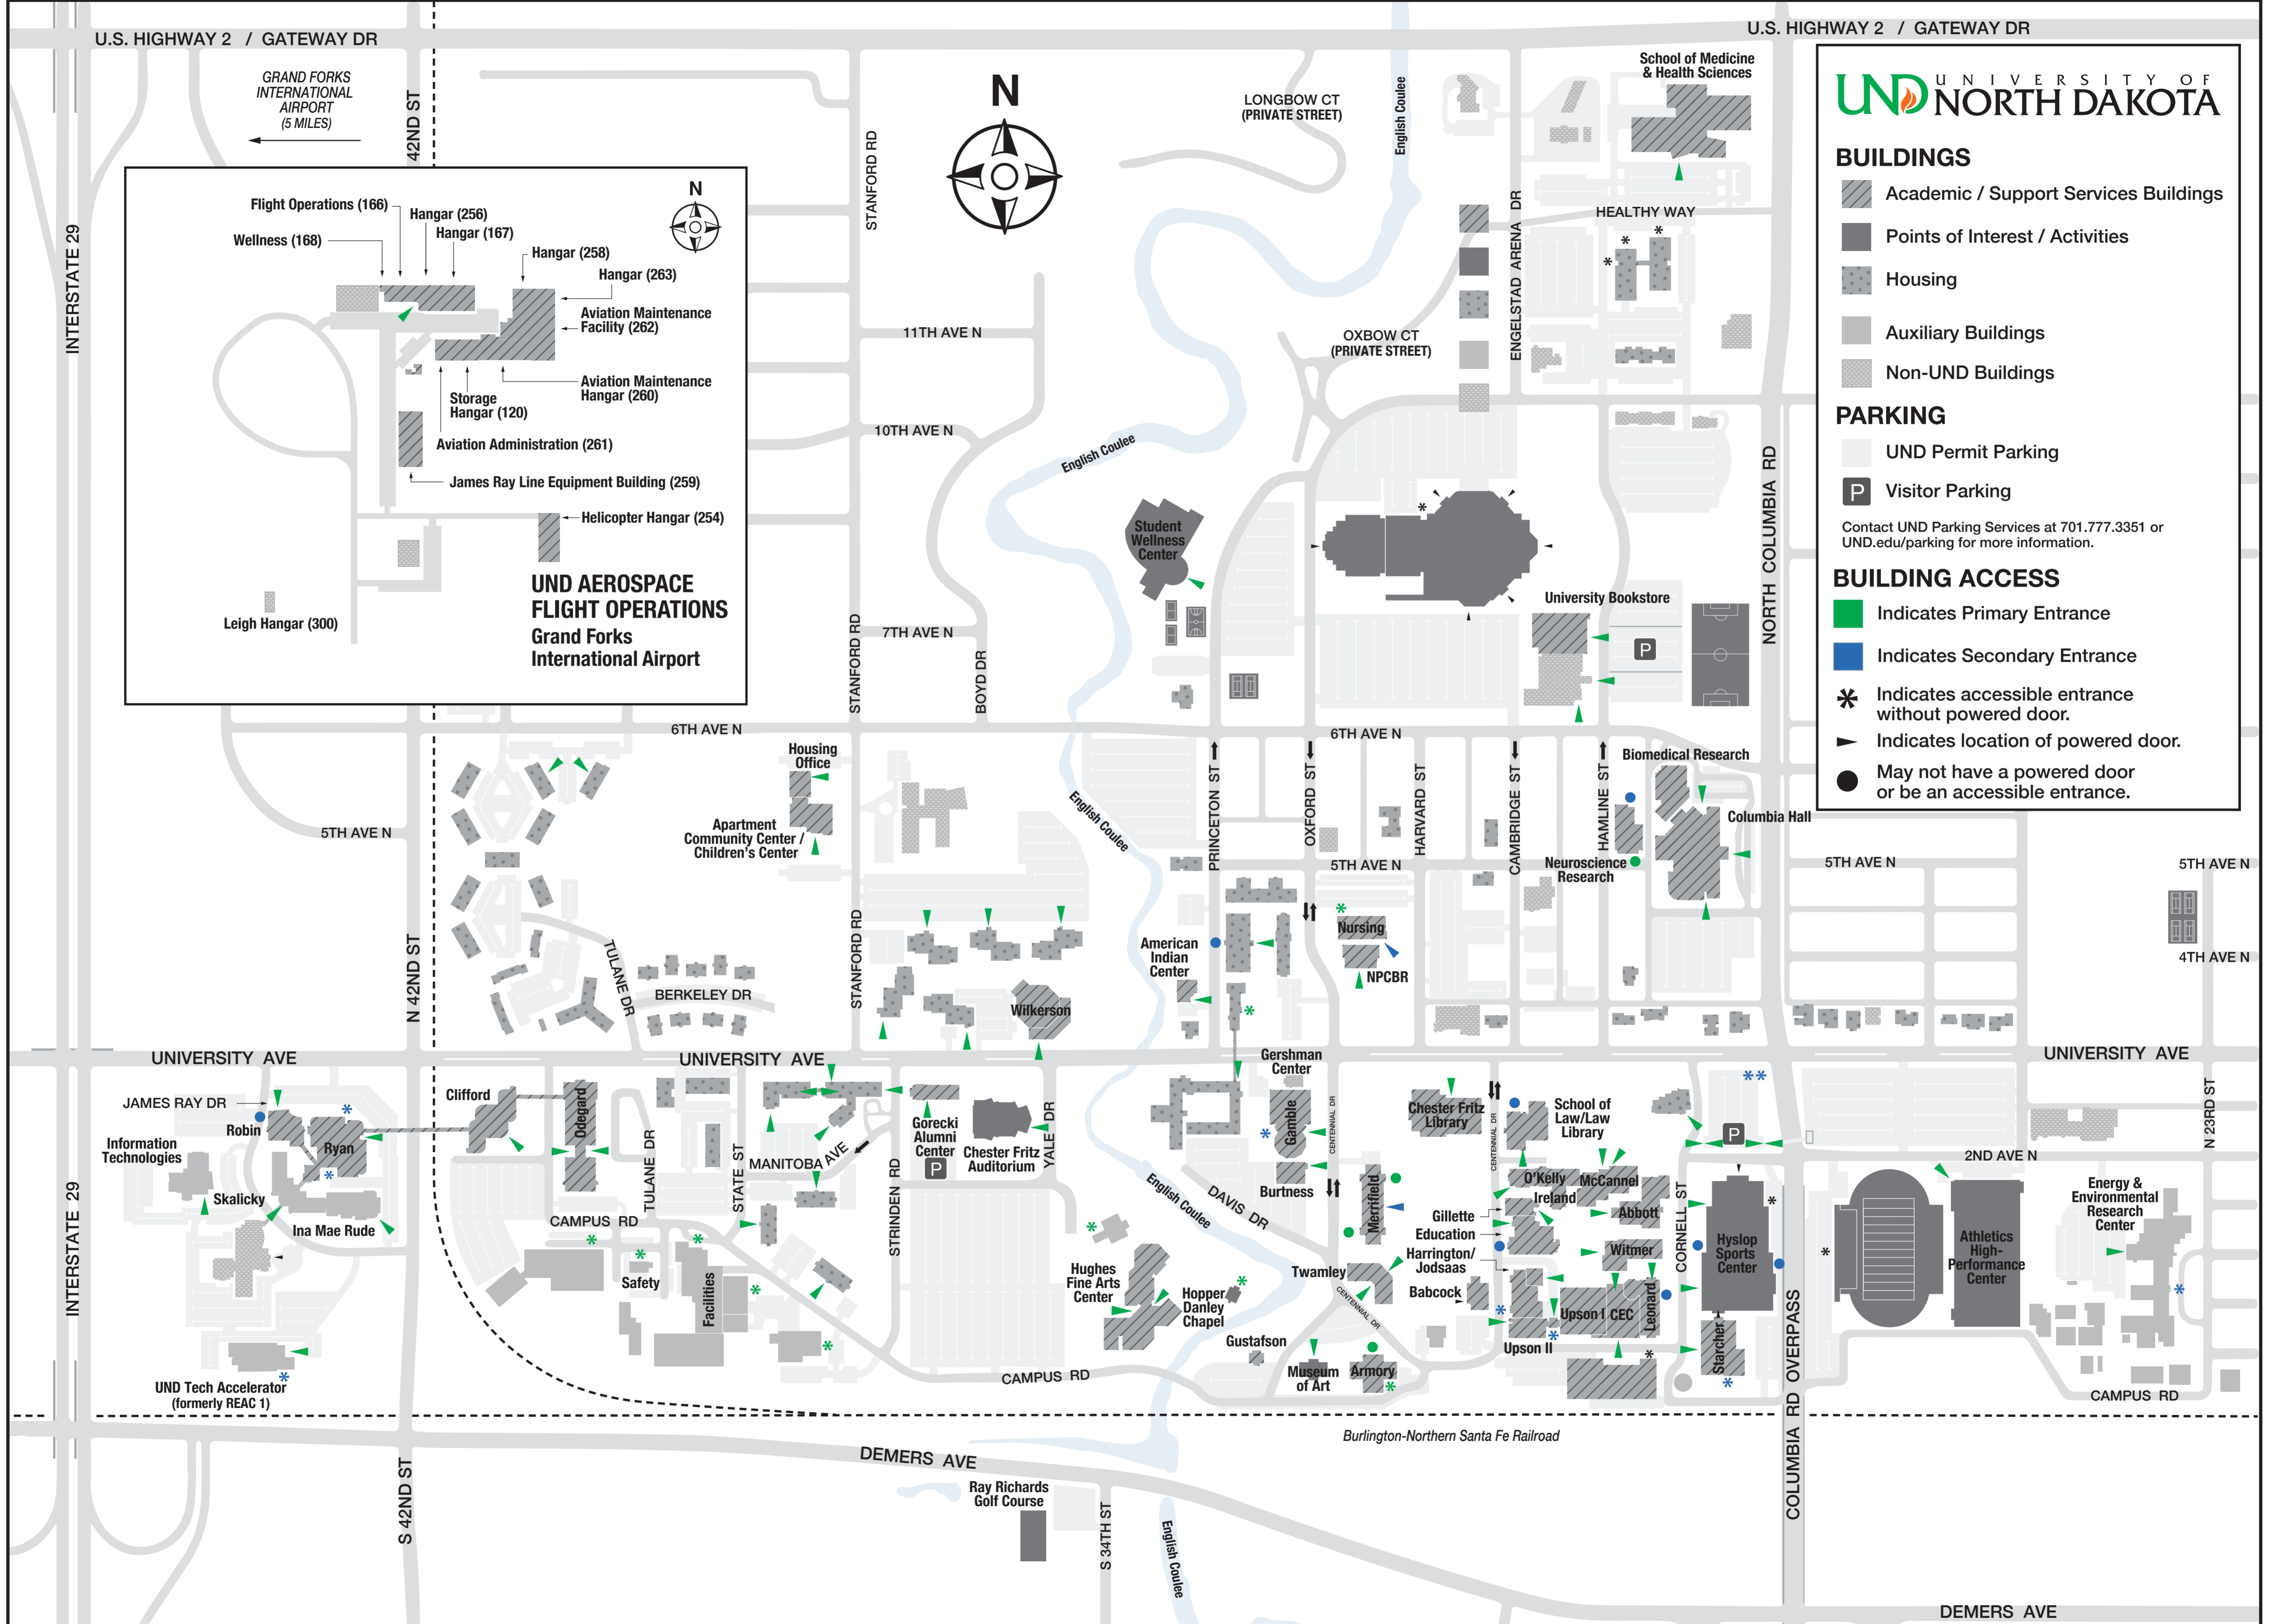 U.S. HIGHWAY 2 / GATEWAY DR
U.S. HIGHWAY 2 / GATEWAY DR
GRAND FORKS
INTERNATIONAL
AIRPORT
(5 MILES)
42ND ST
INTERSTATE 29
STANFORD RD
N
LONGBOW CT
(PRIVATE STREET)
English Coulee
School of Medicine
& Health Sciences
ENGELSTAD ARENA DR
HEALTHY WAY
OXBOW CT
(PRIVATE STREET)
11TH AVE N
10TH AVE N
English Coulee
NORTH COLUMBIA RD
Student
Wellness
Center
University Bookstore
P
7TH AVE N
STANFORD RD
BOYD DR
6TH AVE N
6TH AVE N
N
Flight Operations (166)
Hangar (256)
Hangar (167)
Wellness (168)
Hangar (258)
Hangar (263)
Aviation Maintenance
Facility (262)
Aviation Maintenance
Hangar (260)
Storage
Hangar (120)
Aviation Administration (261)
James Ray Line Equipment Building (259)
Helicopter Hangar (254)
Leigh Hangar (300)
UND AEROSPACE
FLIGHT OPERATIONS
Grand Forks
International Airport
UND UNIVERSITY OF
NORTH DAKOTA
BUILDINGS
Academic / Support Services Buildings
Points of Interest / Activities
Housing
Auxiliary Buildings
Non-UND Buildings
PARKING
UND Permit Parking
P Visitor Parking
Contact UND Parking Services at 701.777.3351 or
UND.edu/parking for more information.
BUILDING ACCESS
Indicates Primary Entrance
Indicates Secondary Entrance
* Indicates accessible entrance
without powered door.
Indicates location of powered door.
May not have a powered door
or be an accessible entrance.
Housing
Office
Apartment
Community Center /
Children's Center
5TH AVE N
English Coulee
PRINCETON ST
OXFORD ST
HARVARD ST
CAMBRIDGE ST
HAMLINE ST
Biomedical Research
Columbia Hall
Neuroscience
Research
5TH AVE N
5TH AVE N
5TH AVE N
4TH AVE N
N 42ND ST
TULANE DR
BERKELEY DR
STANFORD RD
Wilkerson
American
Indian
Center
Nursing
NPCBR
UNIVERSITY AVE
UNIVERSITY AVE
UNIVERSITY AVE
JAMES RAY DR
Robin
Ryan
Information
Technologies
Skalicky
Ina Mae Rude
Clifford
Odegard
TULANE DR
STATE ST
MANITOBA AVE
CAMPUS RD
STRINDEN RD
Gorecki
Alumni
Center
P
Chester Fritz
Auditorium
YALE DR
Gershman
Center
Gamble
CENTENNIAL DR
Burtness
DAVIS DR
English Coulee
Merrifield
Chester Fritz
Library
CENTENNIAL DR
School of
Law/Law
Library
O'Kelly
McCannel
Ireland
Gillette
Abbott
Education
Witmer
Harrington/
Jodsaas
Babcock
Upson I
CEC
Leonard
Upson II
CORNELL ST
Hyslop
Sports
Center
Starcher
P
COLUMBIA RD OVERPASS
2ND AVE N
N 23RD ST
Athletics
High-
Performance
Center
Energy &
Environmental
Research
Center
CAMPUS RD
Safety
Facilities
Hughes
Fine Arts
Center
Hopper
Danley
Chapel
Twamley
CENTENNIAL DR
Gustafson
Museum
of Art
Armory
CAMPUS RD
INTERSTATE 29
UND Tech Accelerator
(formerly REAC 1)
Burlington-Northern Santa Fe Railroad
DEMERS AVE
S 42ND ST
Ray Richards
Golf Course
S 34TH ST
English Coulee
DEMERS AVE